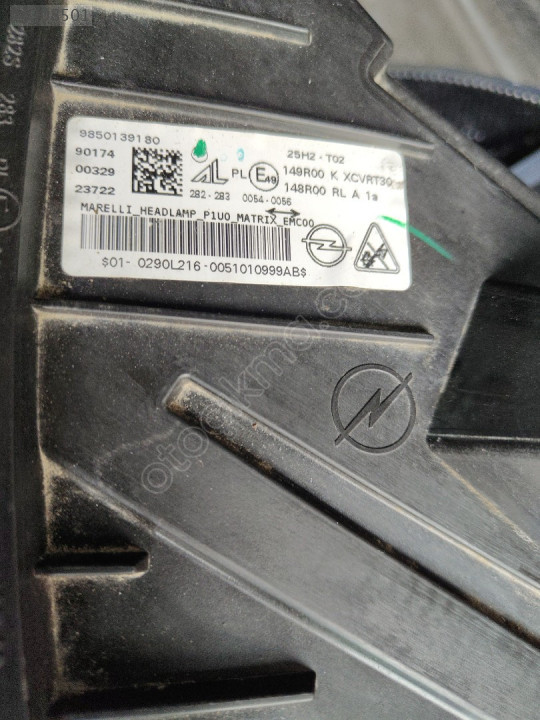 501
9850139180
90174
00329
23722
PL
E49
282-283
0054-0056
25H2 - T02
149R00 K XCVRT30
148R00 RL A 1a
MARELLI_HEADLAMP_P1UO_MATRIX_EMC00
$01- 0290L216-0051010999AB$